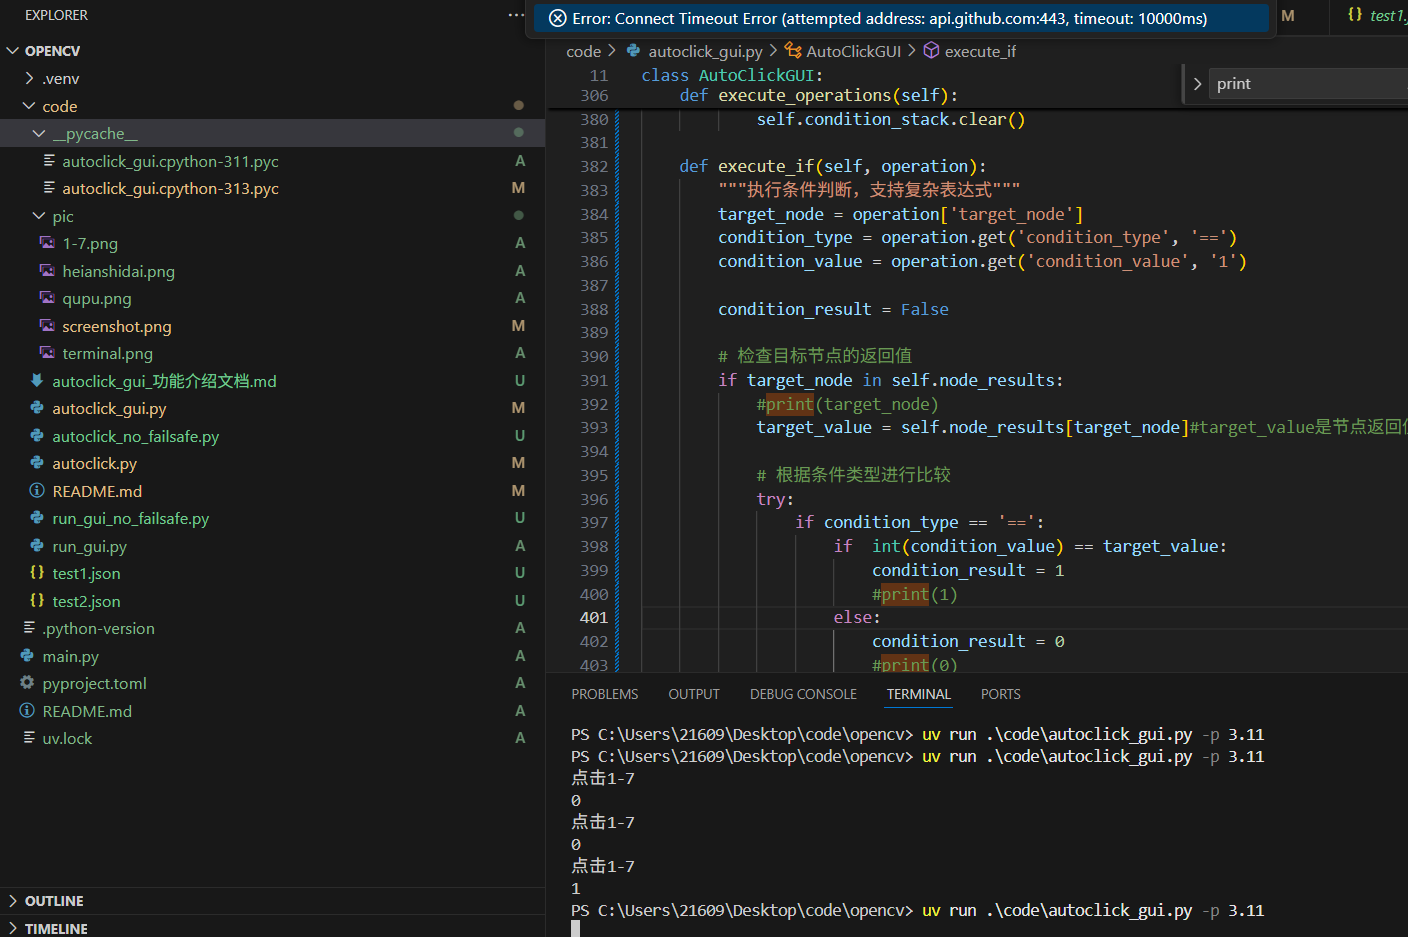 EXPLORER
OPENCV
.venv
code
__pycache__
autoclick_gui.cpython-311.pyc A
autoclick_gui.cpython-313.pyc M
pic
1-7.png A
heianshidai.png A
qupu.png A
screenshot.png M
terminal.png A
autoclick_gui_功能介绍文档.md U
autoclick_gui.py M
autoclick_no_failsafe.py U
autoclick.py M
README.md M
run_gui_no_failsafe.py U
run_gui.py A
{} test1.json U
{} test2.json U
.python-version A
main.py A
pyproject.toml A
README.md A
uv.lock A
OUTLINE
TIMELINE
Error: Connect Timeout Error (attempted address: api.github.com:443, timeout: 10000ms)
M
{} test1.
code > autoclick_gui.py > AutoClickGUI > execute_if
print
11 class AutoClickGUI:
306 def execute_operations(self):
380 self.condition_stack.clear()
381
382 def execute_if(self, operation):
383 """执行条件判断，支持复杂表达式"""
384 target_node = operation['target_node']
385 condition_type = operation.get('condition_type', '==')
386 condition_value = operation.get('condition_value', '1')
387
388 condition_result = False
389
390 # 检查目标节点的返回值
391 if target_node in self.node_results:
392 #print(target_node)
393 target_value = self.node_results[target_node]#target_value是节点返回值
394
395 # 根据条件类型进行比较
396 try:
397 if condition_type == '==':
398 if  int(condition_value) == target_value:
399 condition_result = 1
400 #print(1)
401 else:
402 condition_result = 0
403 #print(0)
PROBLEMS OUTPUT DEBUG CONSOLE TERMINAL PORTS
PS C:\Users\21609\Desktop\code\opencv> uv run .\code\autoclick_gui.py -p 3.11
PS C:\Users\21609\Desktop\code\opencv> uv run .\code\autoclick_gui.py -p 3.11
点击1-7
0
点击1-7
0
点击1-7
1
PS C:\Users\21609\Desktop\code\opencv> uv run .\code\autoclick_gui.py -p 3.11